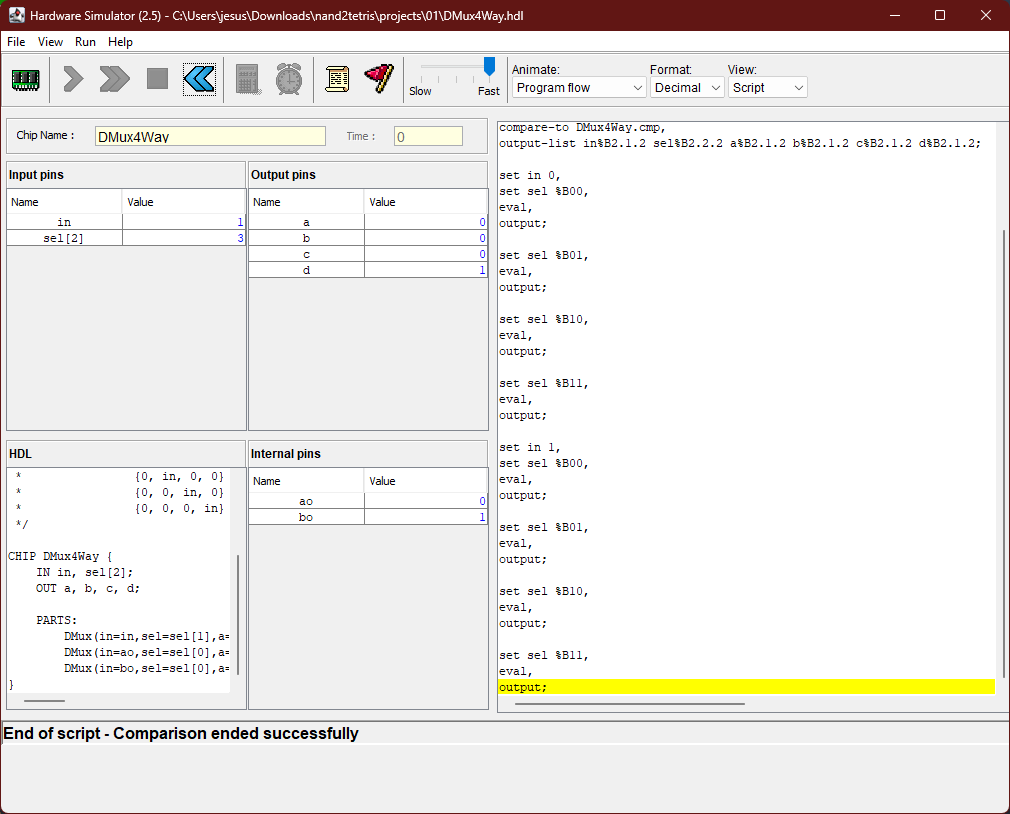 Hardware Simulator (2.5) - C:\Users\jesus\Downloads\nand2tetris\projects\01\DMux4Way.hdl
File View Run Help
Slow Fast
Animate: Format: View:
Program flow Decimal Script
Chip Name : DMux4Way Time : 0
Input pins
Name Value
in 1
sel[2] 3
Output pins
Name Value
a 0
b 0
c 0
d 1
HDL
* {0, in, 0, 0}
* {0, 0, in, 0}
* {0, 0, 0, in}
*/
CHIP DMux4Way {
IN in, sel[2];
OUT a, b, c, d;
PARTS:
DMux(in=in,sel=sel[1],a=
DMux(in=ao,sel=sel[0],a=
DMux(in=bo,sel=sel[0],a=
}
Internal pins
Name Value
ao 0
bo 1
compare-to DMux4Way.cmp,
output-list in%B2.1.2 sel%B2.2.2 a%B2.1.2 b%B2.1.2 c%B2.1.2 d%B2.1.2;
set in 0,
set sel %B00,
eval,
output;
set sel %B01,
eval,
output;
set sel %B10,
eval,
output;
set sel %B11,
eval,
output;
set in 1,
set sel %B00,
eval,
output;
set sel %B01,
eval,
output;
set sel %B10,
eval,
output;
set sel %B11,
eval,
output;
End of script - Comparison ended successfully